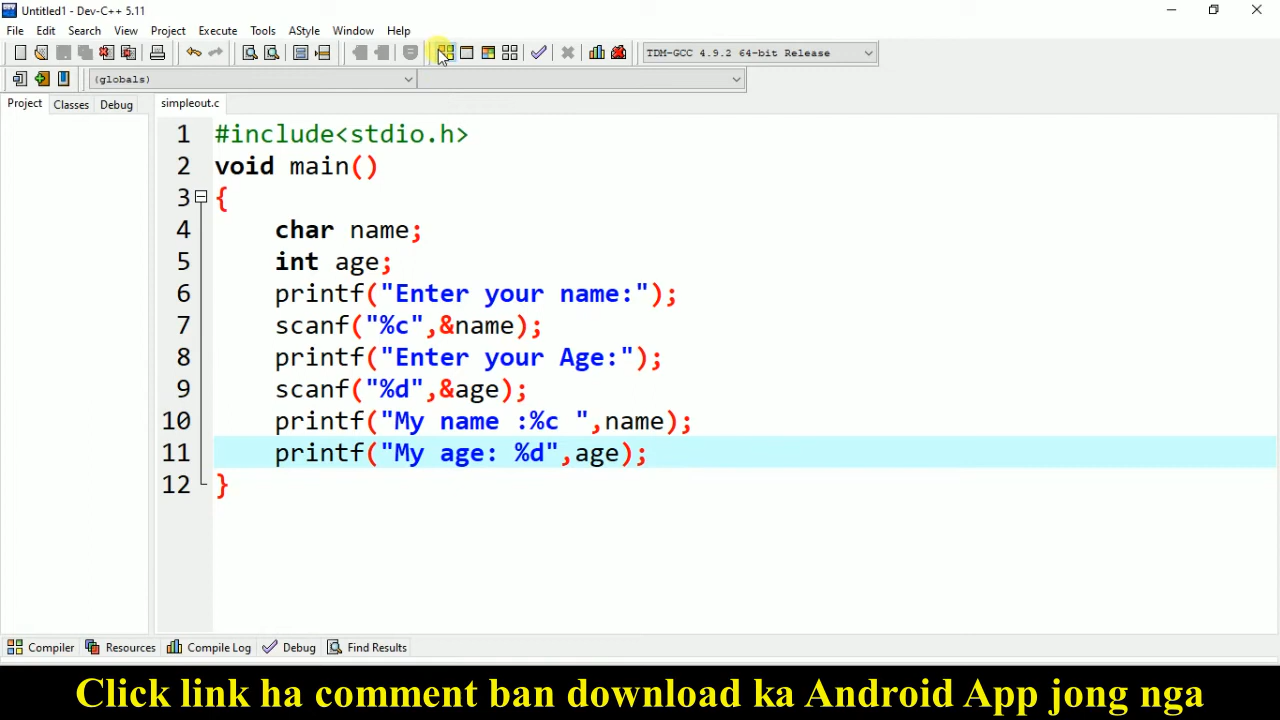 Untitled1 - Dev-C++ 5.11
File Edit Search View Project Execute Tools AStyle Window Help
TDM-GCC 4.9.2 64-bit Release
(globals)
Project Classes Debug simpleout.c
1 #include<stdio.h>
2 void main()
3 {
4 char name;
5 int age;
6 printf("Enter your name:");
7 scanf("%c",&name);
8 printf("Enter your Age:");
9 scanf("%d",&age);
10 printf("My name :%c ",name);
11 printf("My age: %d",age);
12 }
Compiler Resources Compile Log Debug Find Results
Click link ha comment ban download ka Android App jong nga